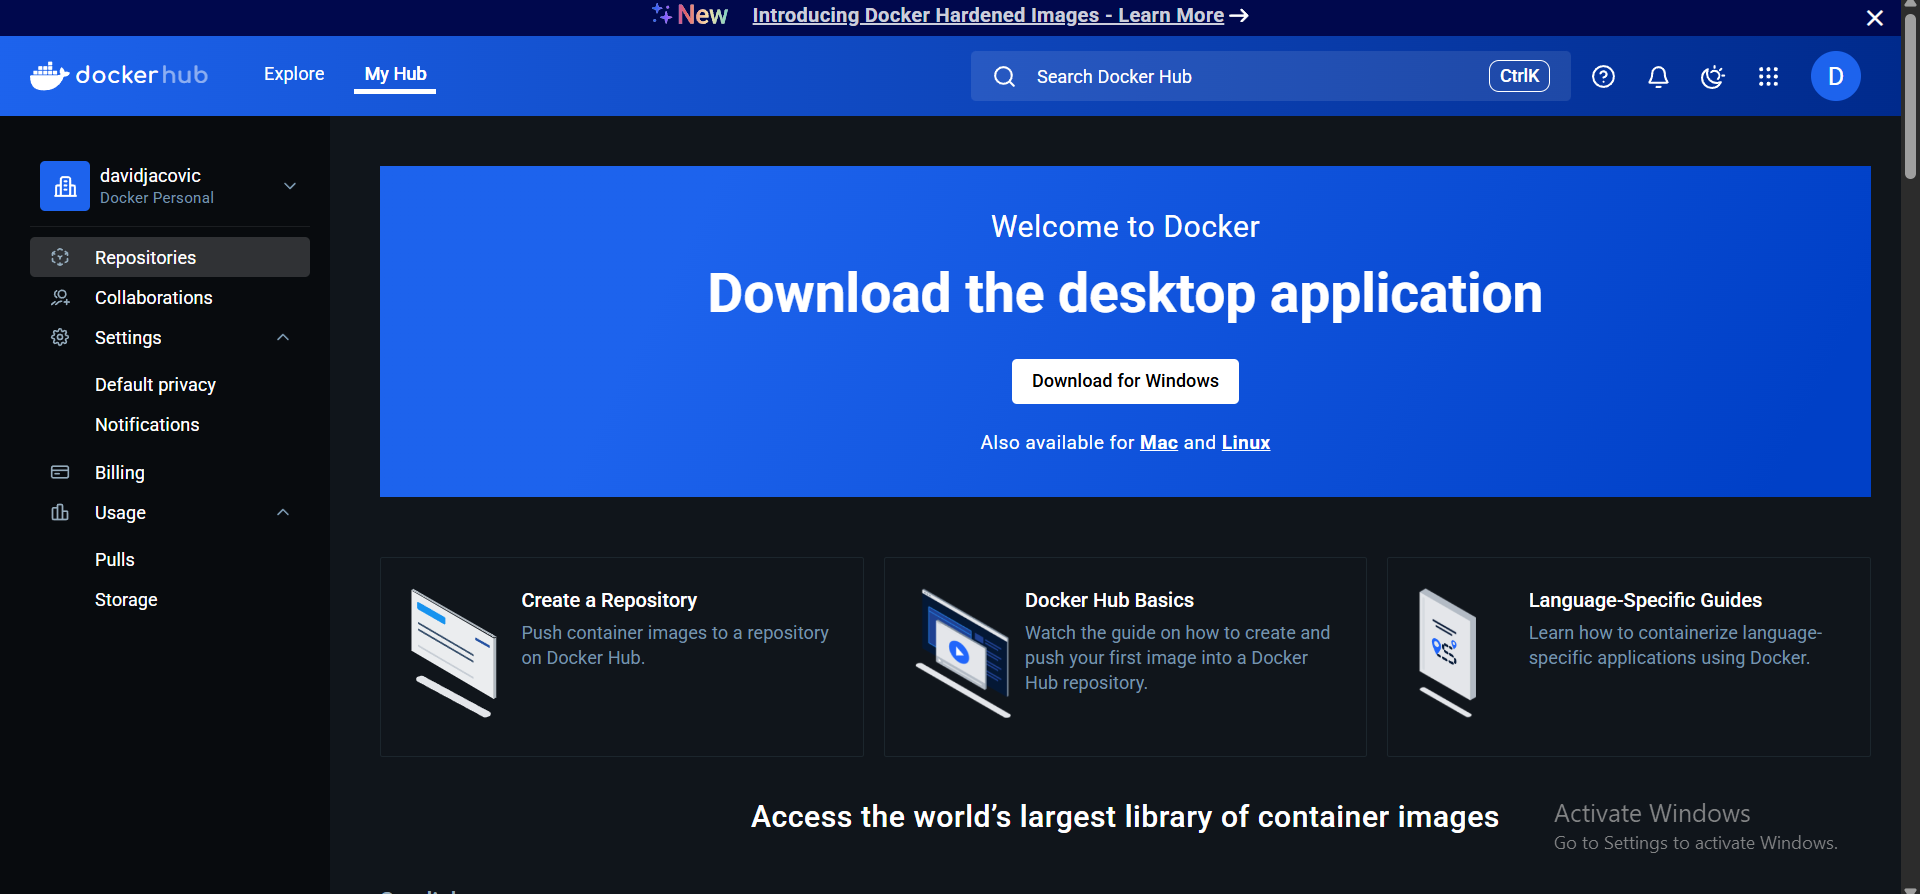 New Introducing Docker Hardened Images - Learn More
docker hub
Explore
My Hub
Search Docker Hub
CtrlK
D
davidjacovic
Docker Personal
Repositories
Collaborations
Settings
Default privacy
Notifications
Billing
Usage
Pulls
Storage
Welcome to Docker
Download the desktop application
Download for Windows
Also available for Mac and Linux
Create a Repository
Push container images to a repository
on Docker Hub.
Docker Hub Basics
Watch the guide on how to create and
push your first image into a Docker
Hub repository.
Language-Specific Guides
Learn how to containerize language-
specific applications using Docker.
Access the world’s largest library of container images
Activate Windows
Go to Settings to activate Windows.